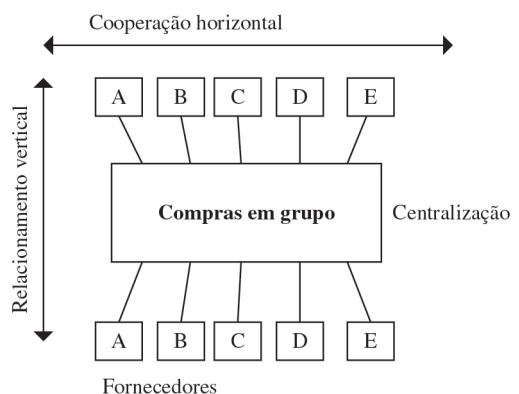 Cooperação horizontal
Relacionamento vertical
A B C D E
Compras em grupo
Centralização
A B C D E
Fornecedores